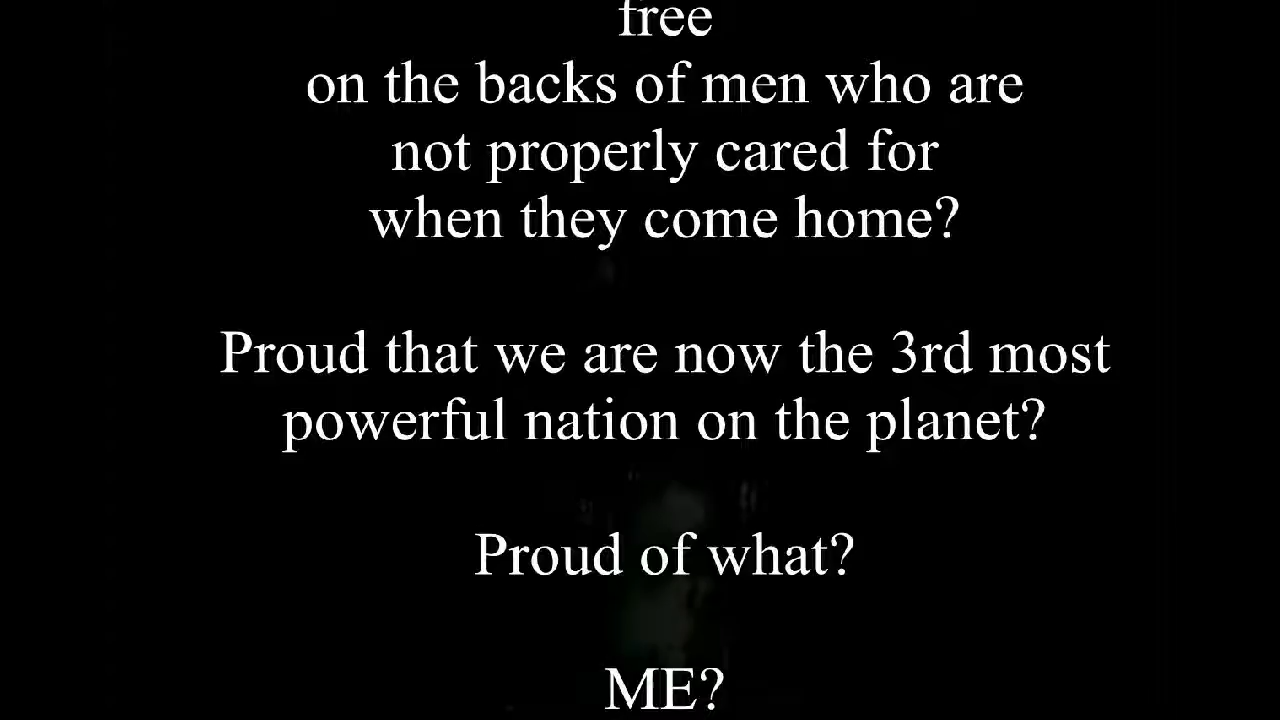 free
on the backs of men who are
not properly cared for
when they come home?
Proud that we are now the 3rd most
powerful nation on the planet?
Proud of what?
ME?